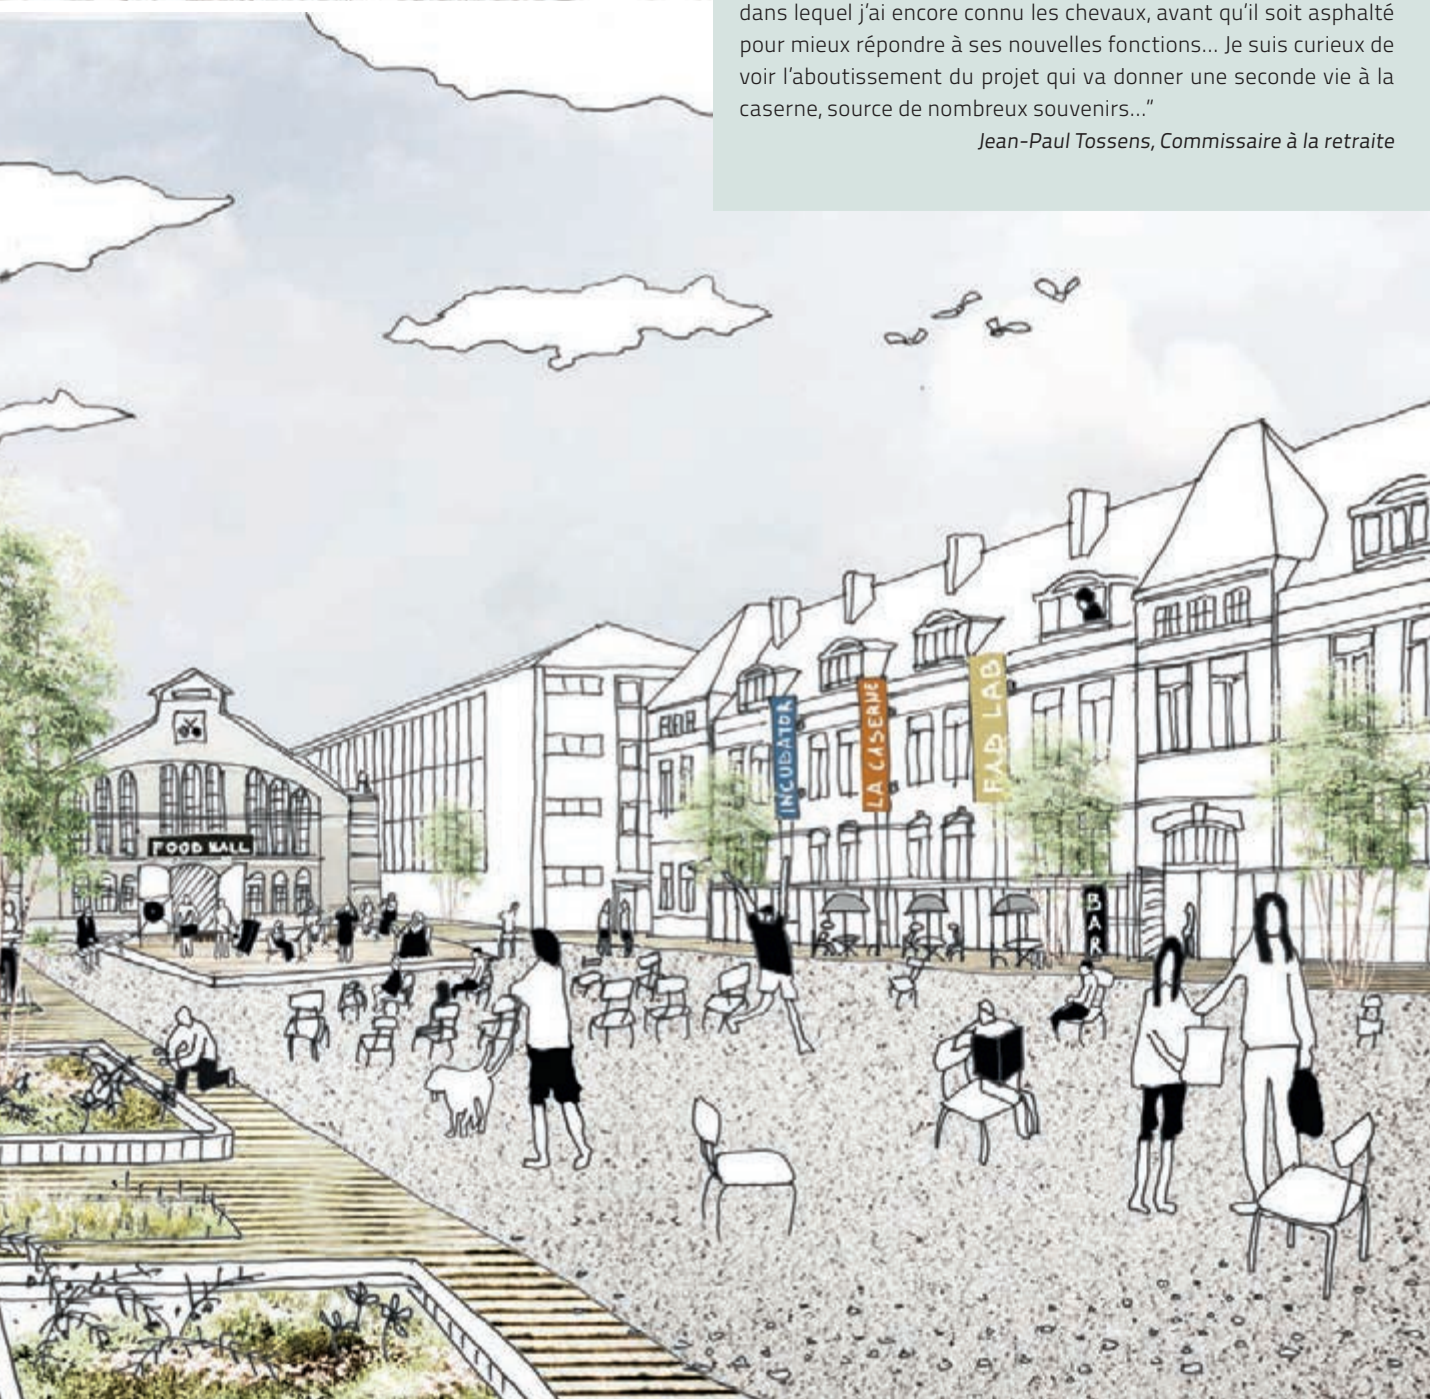 dans lequel j’ai encore connu les chevaux, avant qu’il soit asphalté
pour mieux répondre à ses nouvelles fonctions... Je suis curieux de
voir l’aboutissement du projet qui va donner une seconde vie à la
caserne, source de nombreux souvenirs...”
Jean-Paul Tossens, Commissaire à la retraite
INCUBATOR
LA CASERNE
FAB LAB
FOOD HALL
BAR